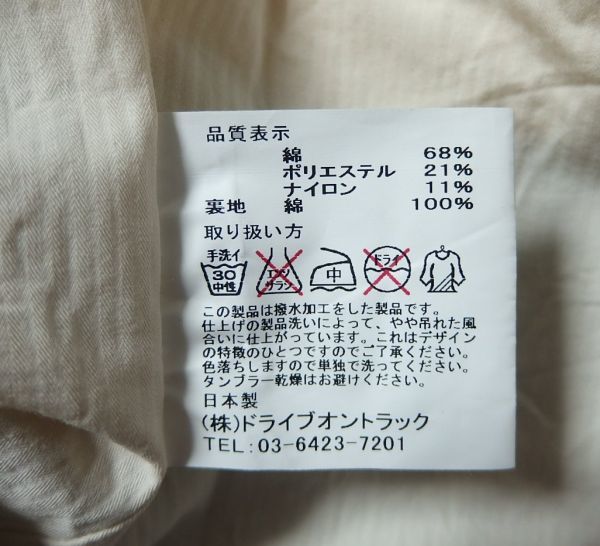 品質表示
綿 68%
ポリエステル 21%
ナイロン 11%
裏地 綿 100%
取り扱い方
手洗イ 30 中性 エンソサラシ 中 ドライ
この製品は撥水加工をした製品です。
仕上げの製品洗いによって、やや吊れた風
合いに仕上がっています。これはデザイン
の特徴のひとつですのでご了承ください。
色落ちしますので単独で洗ってください。
タンブラー乾燥はお避けください。
日本製
(株)ドライブオントラック
TEL:03-6423-7201